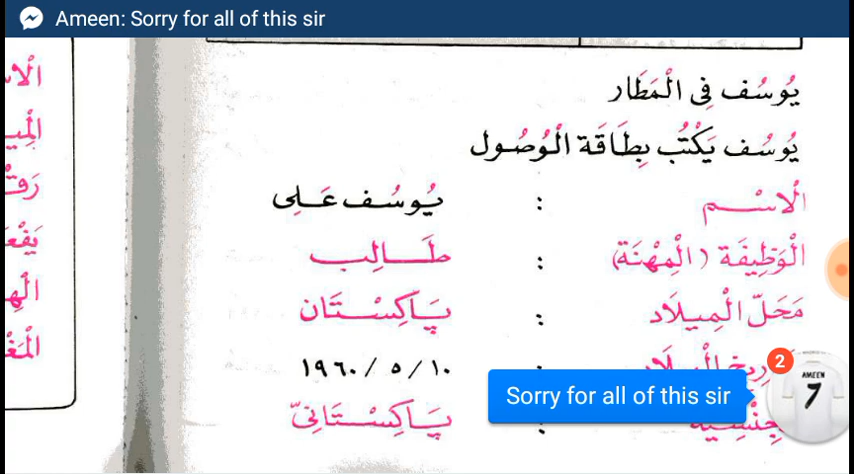 Ameen: Sorry for all of this sir
يُوسُف فِى الْمَطَار
يُوسُف يَكْتُب بِطَاقَة الْوُصُول
الْاسْم : يُوسُف عَلِى
الْوَظِيفَة (الْمِهْنَة) : طَالِب
مَحَلّ الْمِيلَاد : بَاكِسْتَان
١٩٦٠ / ٥ / ١٠
بَاكِسْتَانِىّ
Sorry for all of this sir
2
AMEEN
7